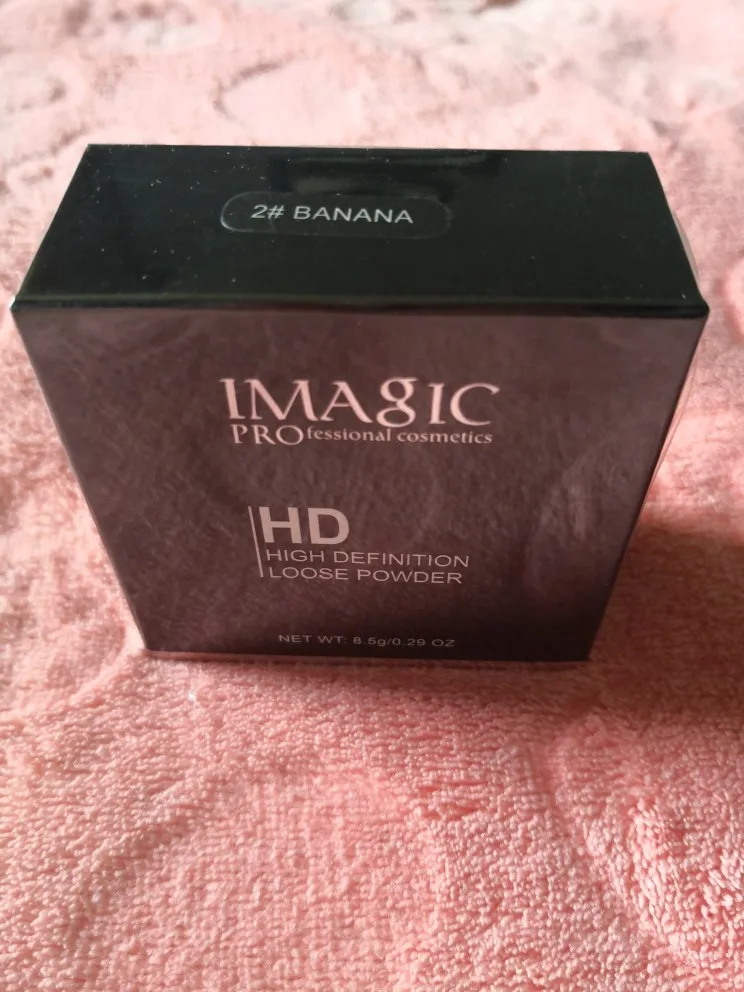 2# BANANA
IMAGIC
PROfessional cosmetics
HD
HIGH DEFINITION
LOOSE POWDER
NET WT: 8.5g/0.29 OZ